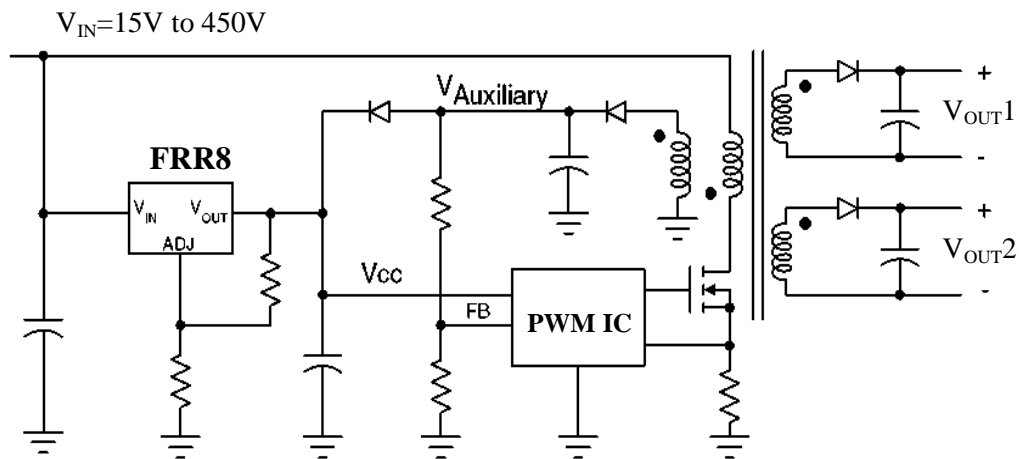 V_IN=15V to 450V
V_Auxiliary
+
V_OUT1
-
FRR8
V_IN V_OUT
ADJ
+
V_OUT2
-
Vcc
FB
PWM IC